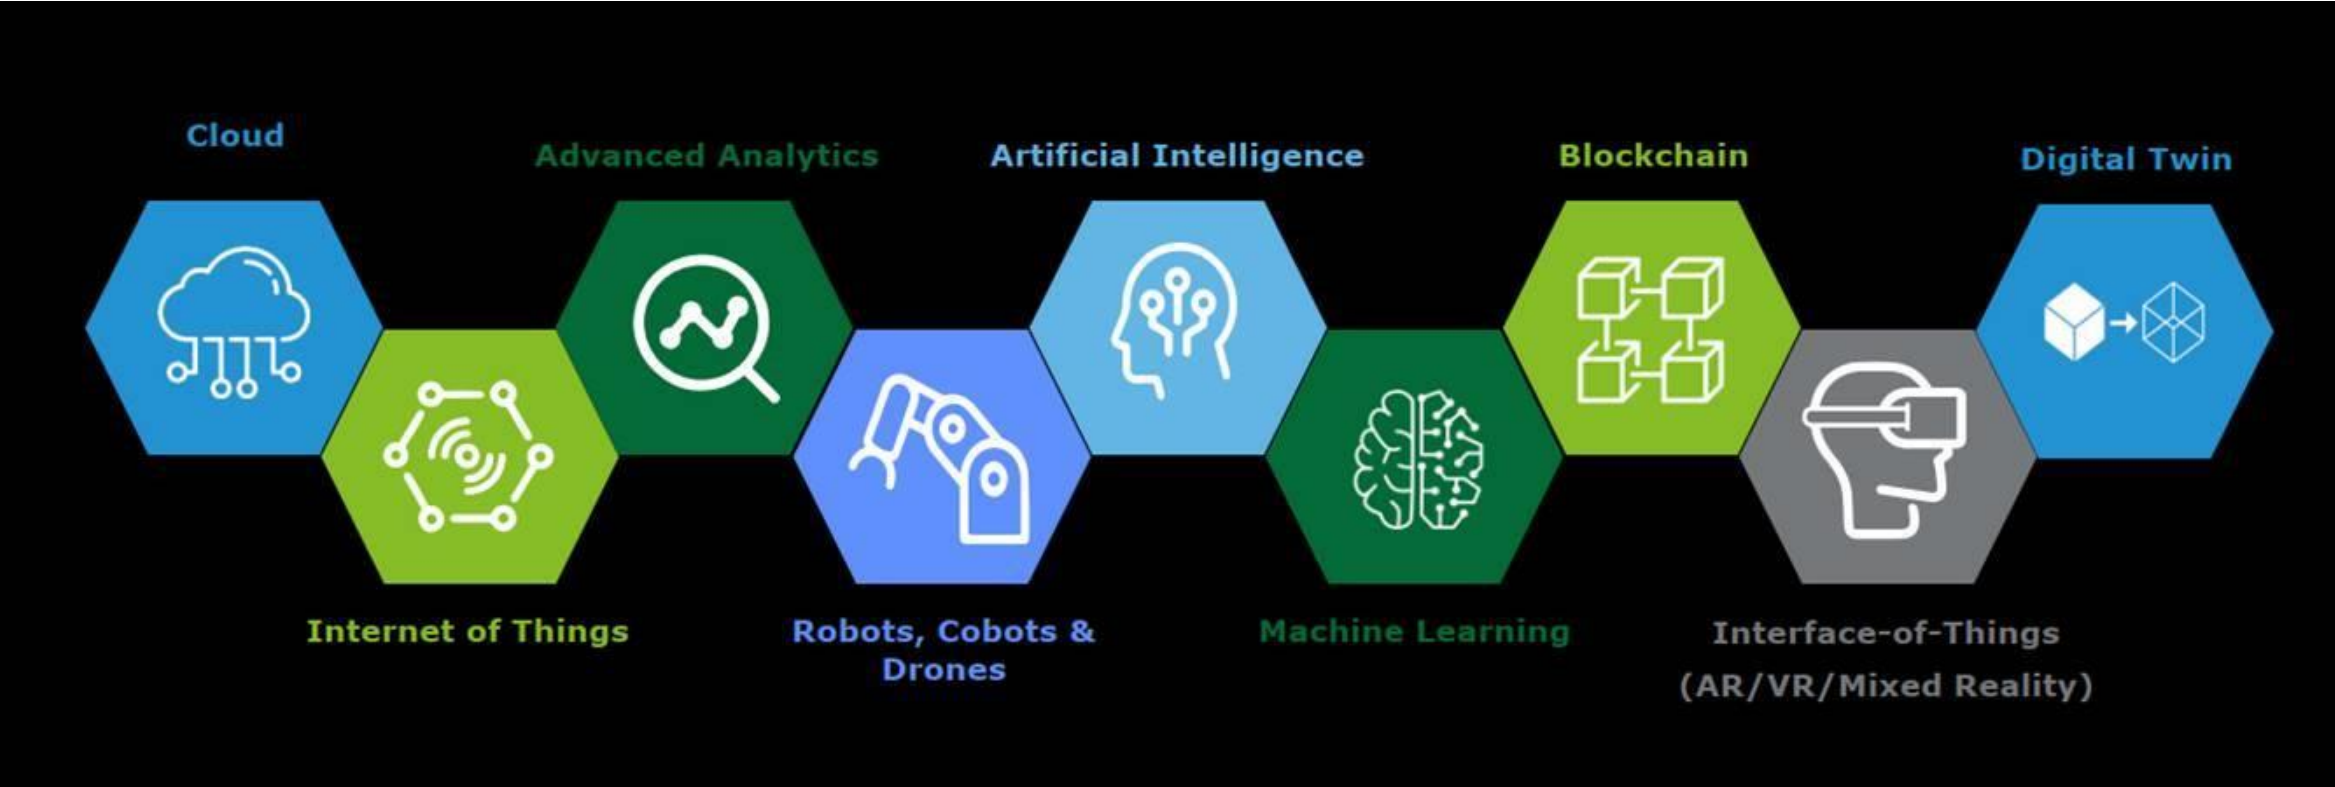 Cloud
Advanced Analytics
Artificial Intelligence
Blockchain
Digital Twin
Internet of Things
Robots, Cobots &
Drones
Machine Learning
Interface-of-Things
(AR/VR/Mixed Reality)